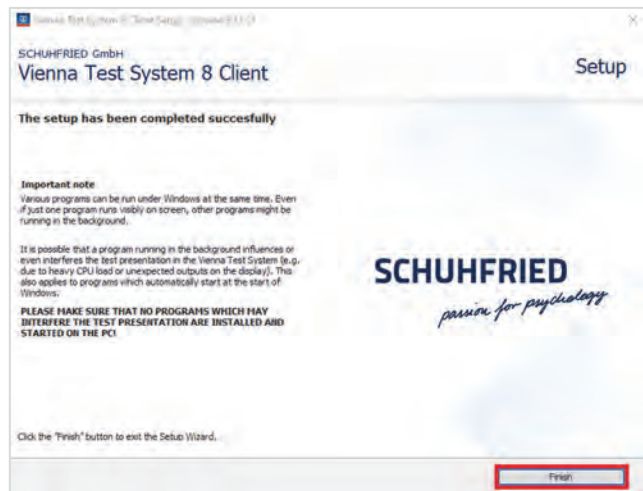 SCHUHFRIED GmbH
Vienna Test System 8 Client
Setup
The setup has been completed succesfully
Important note
Various programs can be run under Windows at the same time. Even
if just one program runs visibly on screen, other programs might be
running in the background.
It is possible that a program running in the background influences or
even interferes the test presentation in the Vienna Test System (e.g.
due to heavy CPU load or unexpected outputs on the display). This
also applies to programs which automatically start at the start of
Windows.
PLEASE MAKE SURE THAT NO PROGRAMS WHICH MAY
INTERFERE THE TEST PRESENTATION ARE INSTALLED AND
STARTED ON THE PC!
SCHUHFRIED
passion for psychology
Click the "Finish" button to exit the Setup Wizard.
Finish